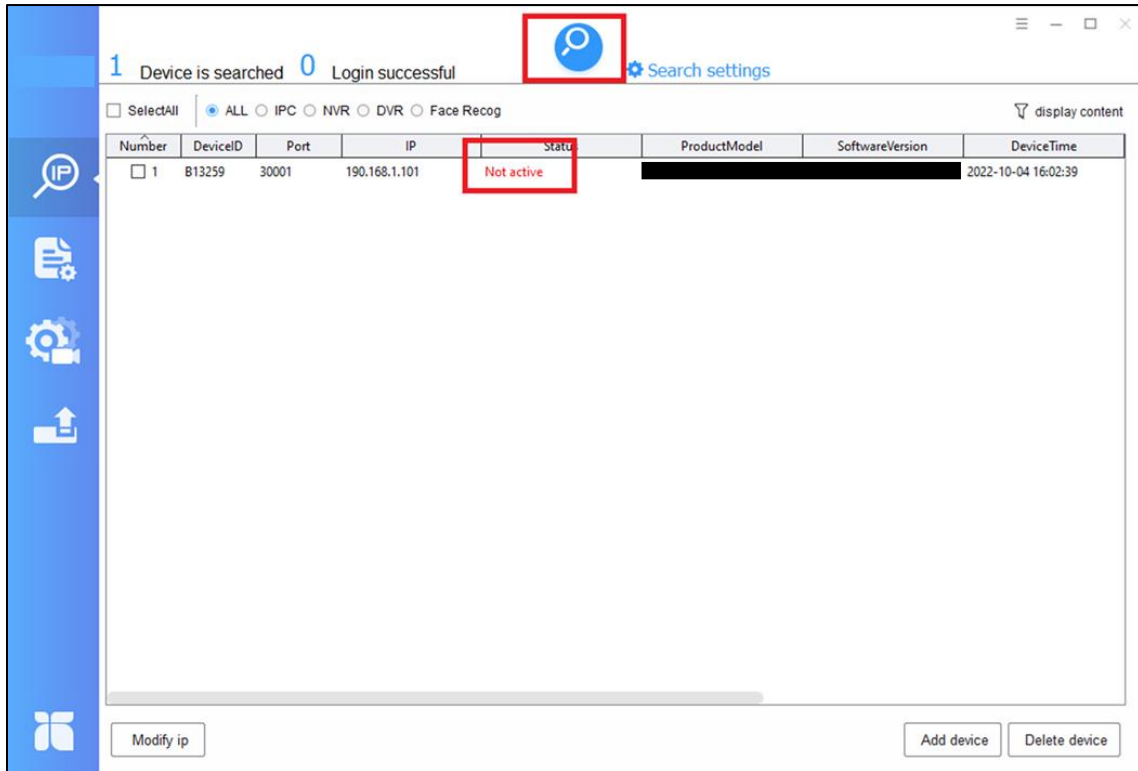 1 Device is searched 0 Login successful
Search settings
SelectAll ALL IPC NVR DVR Face Recog display content
Number DeviceID Port IP Status ProductModel SoftwareVersion DeviceTime
IP
1 B13259 30001 190.168.1.101 Not active 2022-10-04 16:02:39
Modify ip Add device Delete device